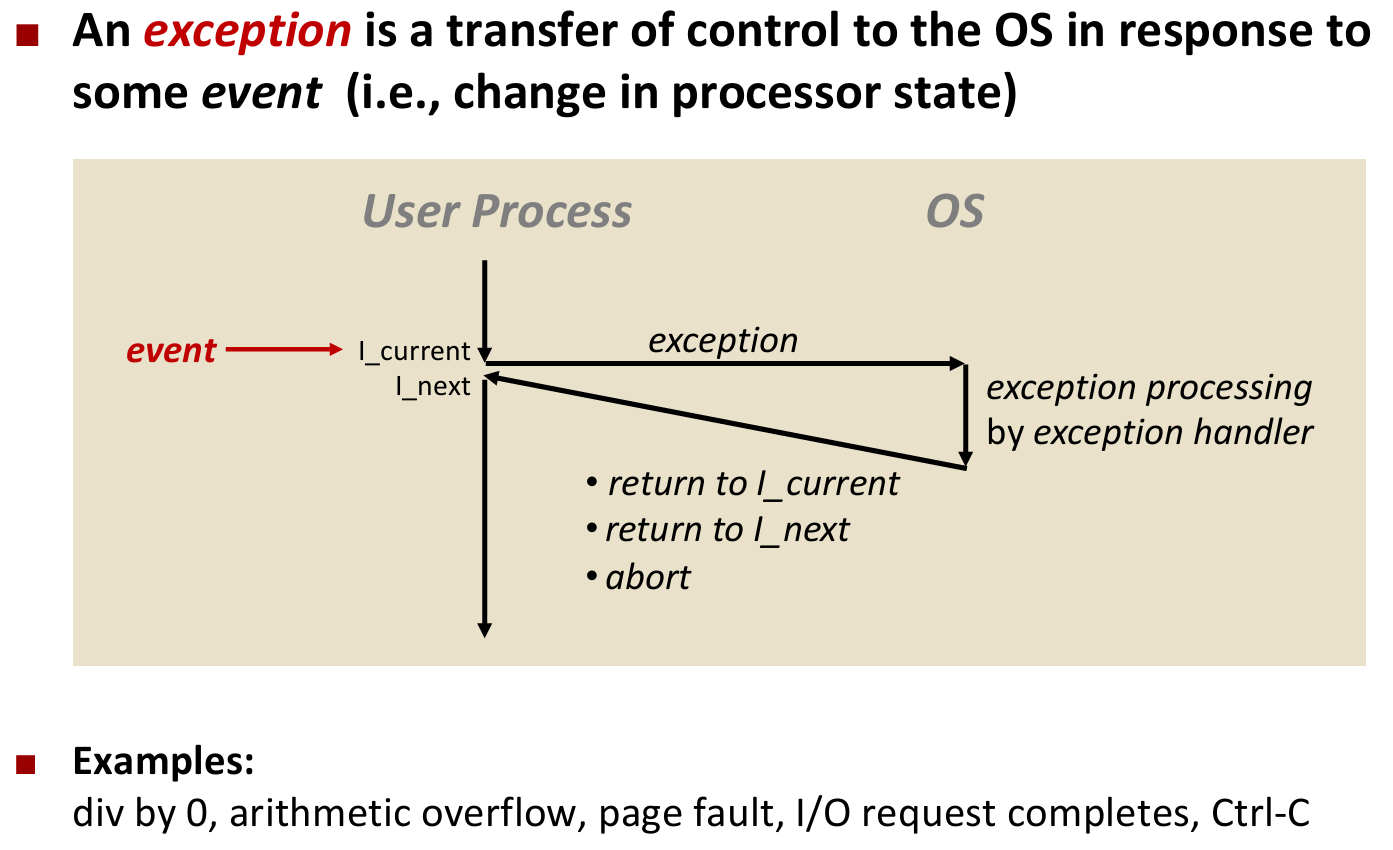 ■ An exception is a transfer of control to the OS in response to
some event (i.e., change in processor state)
User Process
OS
event
I_current
exception
I_next
exception processing
by exception handler
• return to I_current
• return to I_next
• abort
■ Examples:
div by 0, arithmetic overflow, page fault, I/O request completes, Ctrl-C